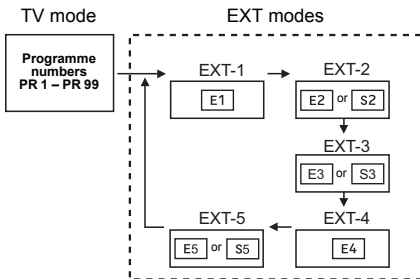 TV mode
EXT modes
Programme
numbers
PR 1 – PR 99
EXT-1
E1
EXT-2
E2 or S2
EXT-3
E3 or S3
EXT-4
E4
EXT-5
E5 or S5